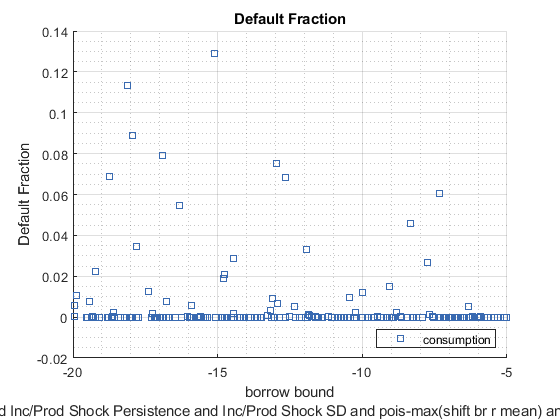 Default Fraction
0.14
0.12
0.1
0.08
0.06
0.04
0.02
0
-0.02
Default Fraction
consumption
-20 -15 -10 -5
borrow bound
d Inc/Prod Shock Persistence and Inc/Prod Shock SD and pois-max(shift br r mean) an